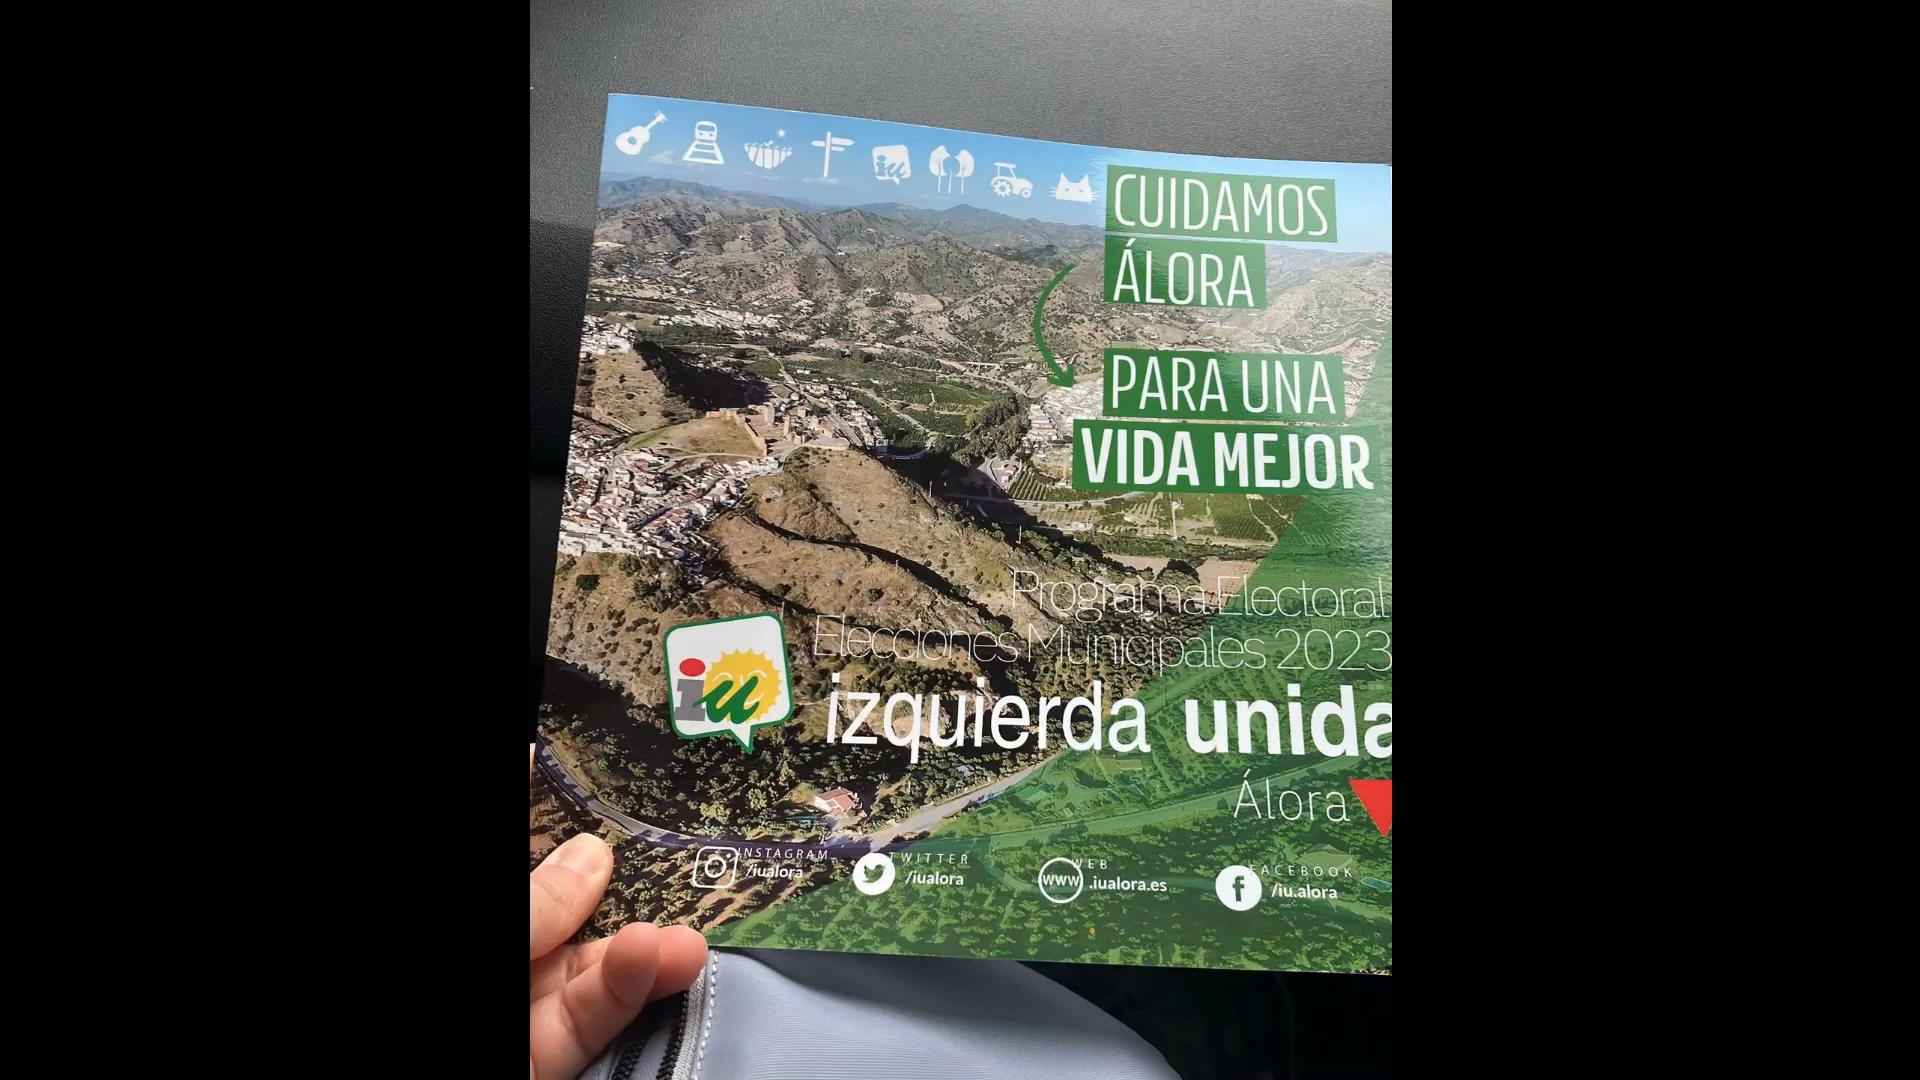 iu
CUIDAMOS
ÁLORA
PARA UNA
VIDA MEJOR
Programa Electoral
Elecciones Municipales 2023
iu
izquierda unida
Álora
INSTAGRAM
/iualora
TWITTER
/iualora
WEB
www .iualora.es
FACEBOOK
/iu.alora